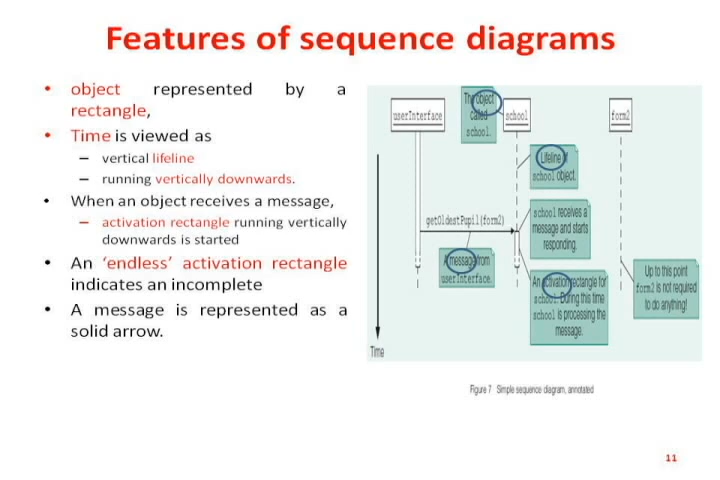 Features of sequence diagrams
• object represented by a
rectangle,
• Time is viewed as
– vertical lifeline
– running vertically downwards.
• When an object receives a message,
– activation rectangle running vertically
downwards is started
• An ‘endless’ activation rectangle
indicates an incomplete
• A message is represented as a
solid arrow.
userInterface
The object
called
school.
school
form2
Lifeline of
school object.
getOldestPupil(form2)
school receives a
message and starts
responding.
A message from
userInterface.
An activation rectangle for
school. During this time
school is processing the
message.
Up to this point
form2 is not required
to do anything!
Time
Figure 7 Simple sequence diagram, annotated
11